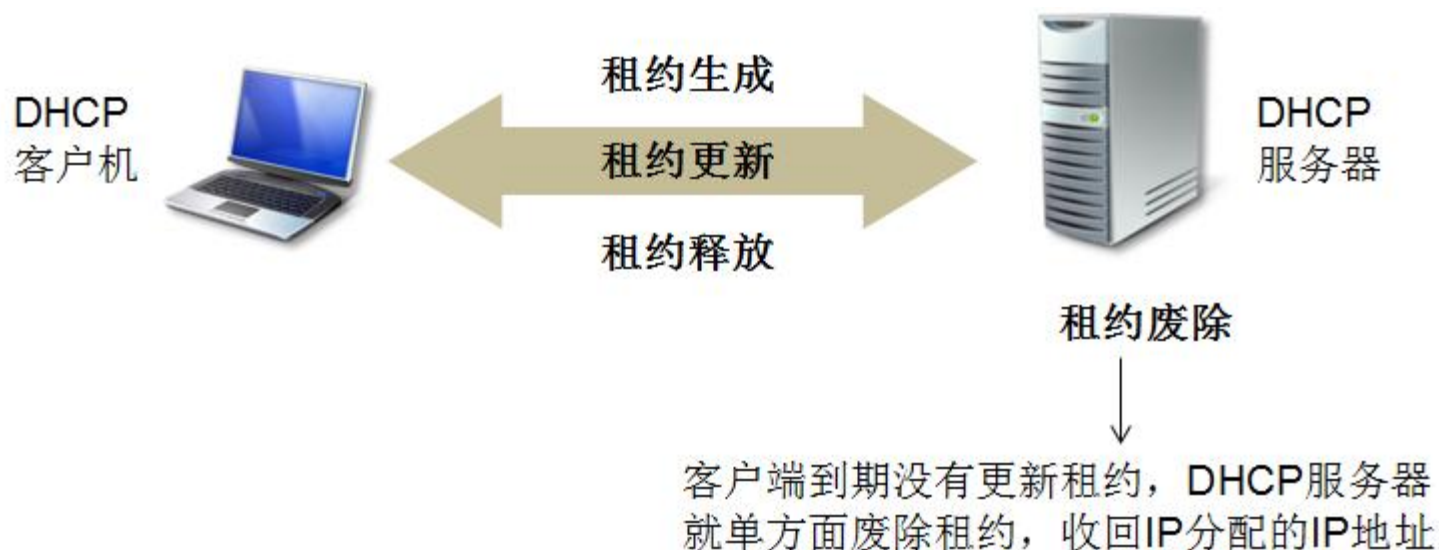 DHCP
客户机
租约生成
租约更新
租约释放
DHCP
服务器
租约废除
客户端到期没有更新租约，DHCP服务器
就单方面废除租约，收回IP分配的IP地址